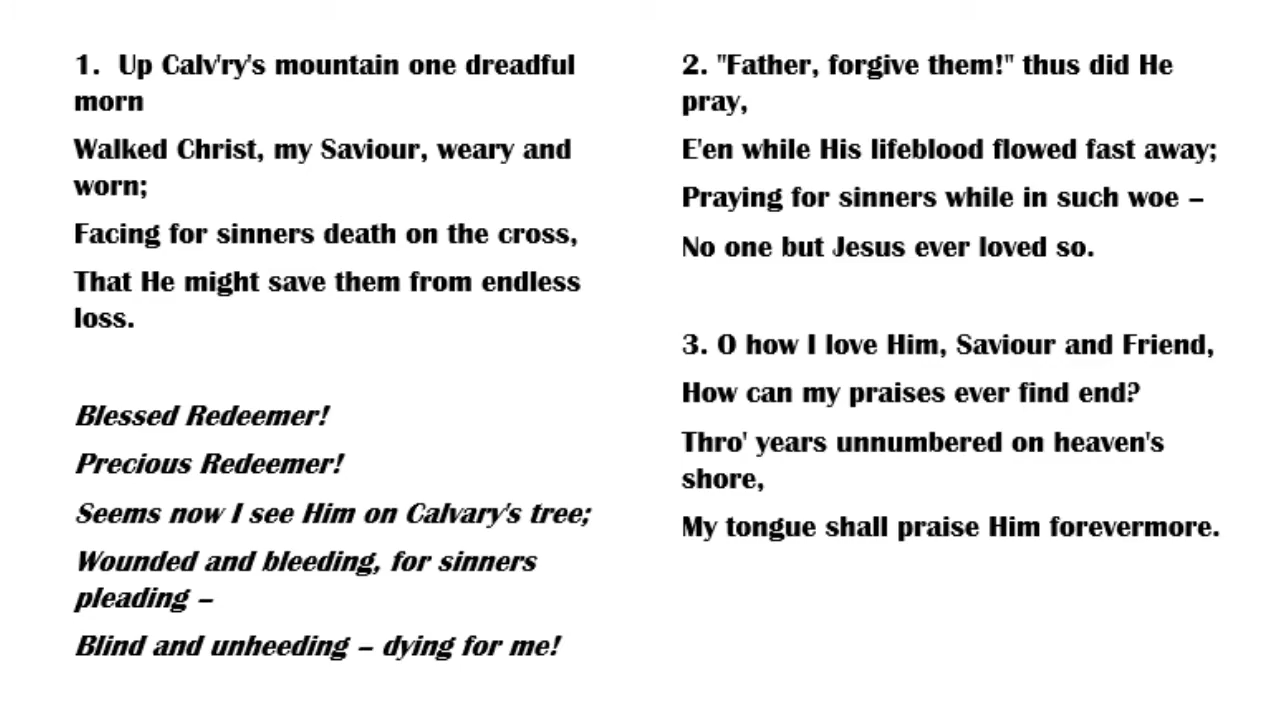 1. Up Calv'ry's mountain one dreadful
morn
Walked Christ, my Saviour, weary and
worn;
Facing for sinners death on the cross,
That He might save them from endless
loss.
Blessed Redeemer!
Precious Redeemer!
Seems now I see Him on Calvary's tree;
Wounded and bleeding, for sinners
pleading –
Blind and unheeding – dying for me!
2. "Father, forgive them!" thus did He
pray,
E'en while His lifeblood flowed fast away;
Praying for sinners while in such woe –
No one but Jesus ever loved so.
3. O how I love Him, Saviour and Friend,
How can my praises ever find end?
Thro' years unnumbered on heaven's
shore,
My tongue shall praise Him forevermore.